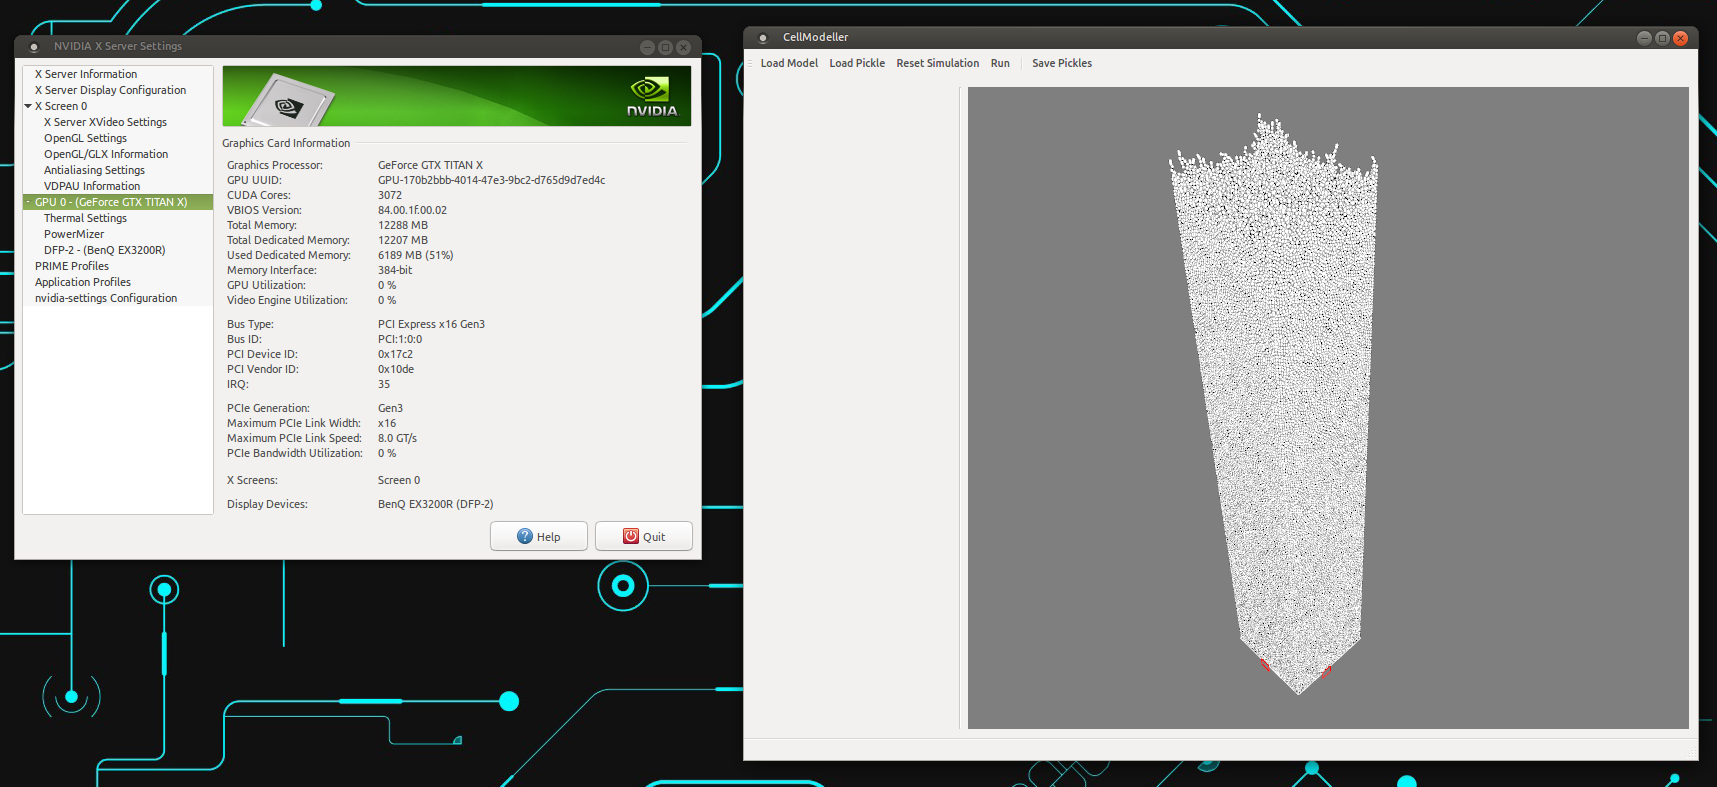 NVIDIA X Server Settings
X Server Information
X Server Display Configuration
X Screen 0
X Server XVideo Settings
OpenGL Settings
OpenGL/GLX Information
Antialiasing Settings
VDPAU Information
GPU 0 - (GeForce GTX TITAN X)
Thermal Settings
PowerMizer
DFP-2 - (BenQ EX3200R)
PRIME Profiles
Application Profiles
nvidia-settings Configuration
NVIDIA.
Graphics Card Information
Graphics Processor: GeForce GTX TITAN X
GPU UUID: GPU-170b2bbb-4014-47e3-9bc2-d765d9d7ed4c
CUDA Cores: 3072
VBIOS Version: 84.00.1f.00.02
Total Memory: 12288 MB
Total Dedicated Memory: 12207 MB
Used Dedicated Memory: 6189 MB (51%)
Memory Interface: 384-bit
GPU Utilization: 0 %
Video Engine Utilization: 0 %
Bus Type: PCI Express x16 Gen3
Bus ID: PCI:1:0:0
PCI Device ID: 0x17c2
PCI Vendor ID: 0x10de
IRQ: 35
PCIe Generation: Gen3
Maximum PCIe Link Width: x16
Maximum PCIe Link Speed: 8.0 GT/s
PCIe Bandwidth Utilization: 0 %
X Screens: Screen 0
Display Devices: BenQ EX3200R (DFP-2)
Help Quit
CellModeller
Load Model Load Pickle Reset Simulation Run Save Pickles